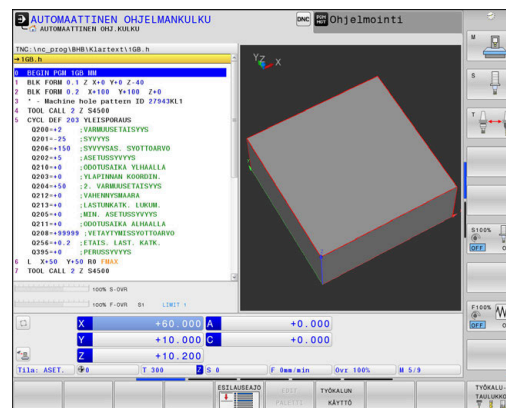 AUTOMAATTINEN OHJELMANKULKU
AUTOMAATTINEN OHJ.KULKU
DNC
Ohjelmointi
TNC:\nc_prog\BHB\Klartext\1GB.h
→1GB.h
0 BEGIN PGM 1GB MM
1 BLK FORM 0.1 Z X+0 Y+0 Z-40
2 BLK FORM 0.2 X+100 Y+100 Z+0
3 * - Machine hole pattern ID 27943KL1
4 TOOL CALL 2 Z S4500
5 CYCL DEF 203 YLEISPORAUS
Q200=+2 ;VARMUUSETAISYYS
Q201=-25 ;SYVYYS
Q206=+150 ;SYVYYSAS. SYOTTOARVO
Q202=+5 ;ASETUSSYVYYS
Q210=+0 ;ODOTUSAIKA YLHAALLA
Q203=+0 ;YLAPINNAN KOORDIN.
Q204=+50 ;2. VARMUUSETAISYYS
Q212=+0 ;VAHENNYSMAARA
Q213=+0 ;LASTUNKATK. LUKUM.
Q205=+0 ;MIN. ASETUSSYVYYS
Q211=+0 ;ODOTUSAIKA ALHAALLA
Q208=+99999 ;VETAYTYMISSYOTTOARVO
Q256=+0.2 ;ETAIS. LAST. KATK.
Q395=+0 ;PERUSSYVYYS
6 L X+50 Y+50 R0 FMAX
7 TOOL CALL 2 Z S4500
100% S-OVR
100% F-OVR S1 LIMIT 1
YZ
X
X +60.000 A +0.000
Y +10.000 C +0.000
Z +10.200
Tila: ASET. 0 T 300 Z S 0 F 0mm/min Ovr 100% M 5/9
ESILAUSEAJO
EDIT.
PALETTI
TYÖKALUN
KÄYTTÖ
TYÖKALU-
TAULUKKO
M
S
T
S100%
OFF
F100%
OFF